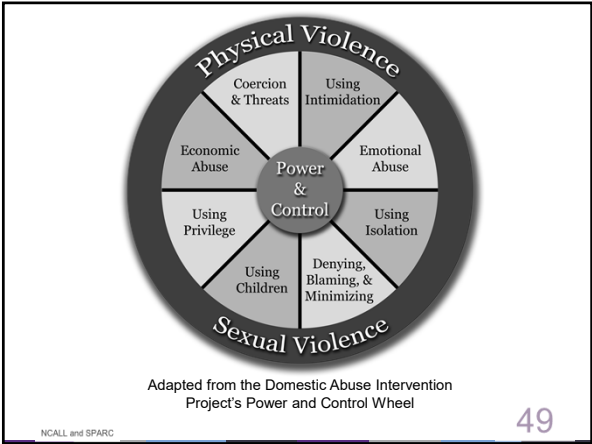 Physical Violence
Coercion
& Threats
Using
Intimidation
Economic
Abuse
Emotional
Abuse
Power
&
Control
Using
Privilege
Using
Isolation
Using
Children
Denying,
Blaming, &
Minimizing
Sexual Violence
Adapted from the Domestic Abuse Intervention
Project's Power and Control Wheel
NCALL and SPARC
49